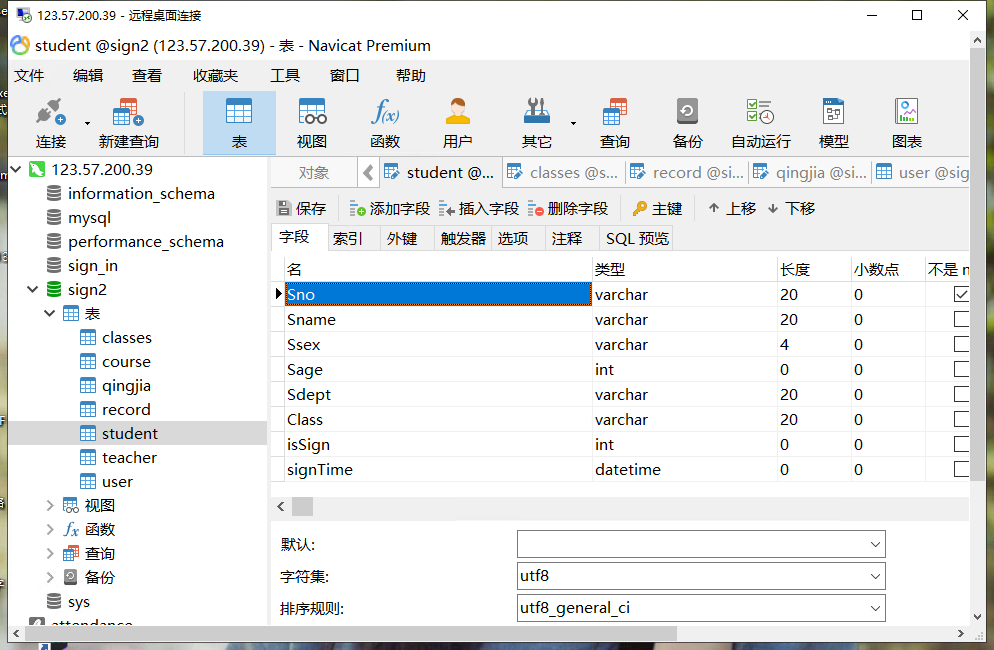 123.57.200.39 - 远程桌面连接
student @sign2 (123.57.200.39) - 表 - Navicat Premium
文件 编辑 查看 收藏夹 工具 窗口 帮助
连接 新建查询 表 视图 函数 用户 其它 查询 备份 自动运行 模型 图表
123.57.200.39
information_schema
mysql
performance_schema
sign_in
sign2
表
classes
course
qingjia
record
student
teacher
user
视图
函数
查询
备份
sys
attendance
对象 student @... classes @s... record @si... qingjia @si... user @sig
保存 添加字段 插入字段 删除字段 主键 上移 下移
字段 索引 外键 触发器 选项 注释 SQL 预览
名 类型 长度 小数点 不是 n
Sno varchar 20 0
Sname varchar 20 0
Ssex varchar 4 0
Sage int 0 0
Sdept varchar 20 0
Class varchar 20 0
isSign int 0 0
signTime datetime 0 0
默认:
字符集: utf8
排序规则: utf8_general_ci